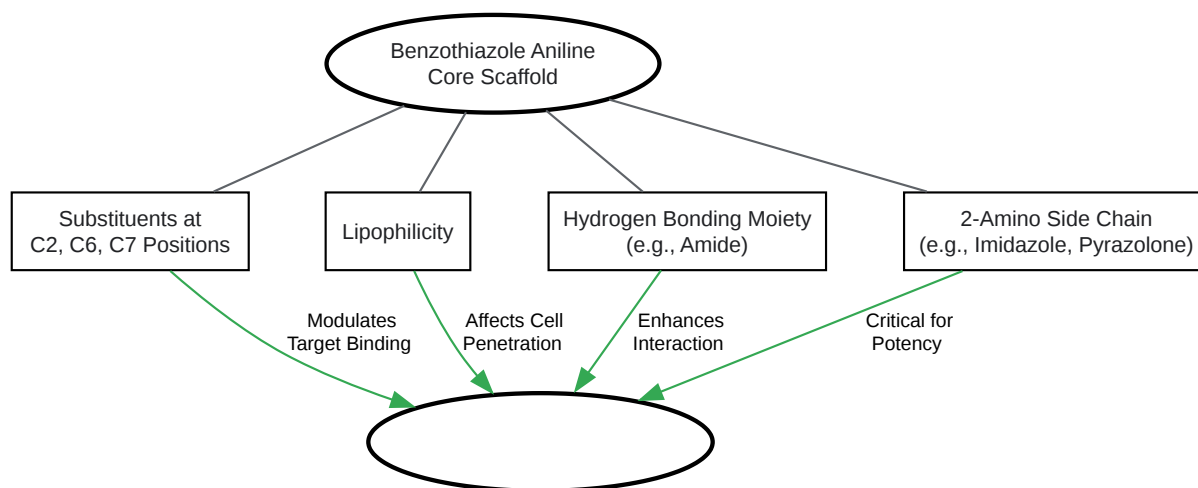 Benzothiazole Aniline
Core Scaffold
Substituents at
C2, C6, C7 Positions
Lipophilicity
Hydrogen Bonding Moiety
(e.g., Amide)
2-Amino Side Chain
(e.g., Imidazole, Pyrazolone)
Modulates
Target Binding
Affects Cell
Penetration
Enhances
Interaction
Critical for
Potency